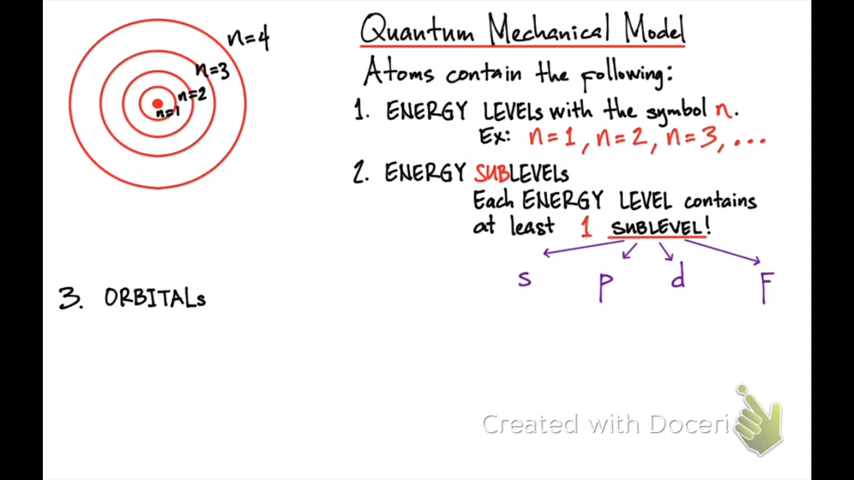 n=4
n=3
n=2
n=1
Quantum Mechanical Model
Atoms contain the following:
1. ENERGY LEVELs with the symbol n.
Ex: n=1, n=2, n=3, ...
2. ENERGY SUBLEVELs
Each ENERGY LEVEL contains
at least 1 SUBLEVEL!
s p d F
3. ORBITALs
Created with Doceri